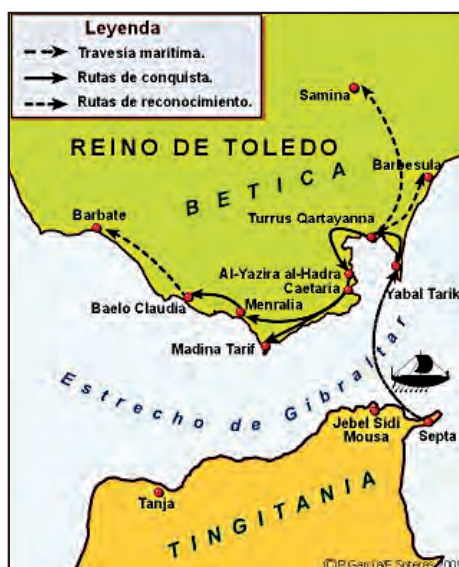 Leyenda
Travesía marítima.
Rutas de conquista.
Rutas de reconocimiento.
Samina
REINO DE TOLEDO
Barbesula
BETICA
Barbate
Turrus Qartayanna
Al-Yazira al-Hadra
Caetaria
Yabal Tarik
Baelo Claudia
Menralia
Madina Tarif
Estrecho de Gibraltar
Jebel Sidi
Mousa
Septa
Tanja
TINGITANIA